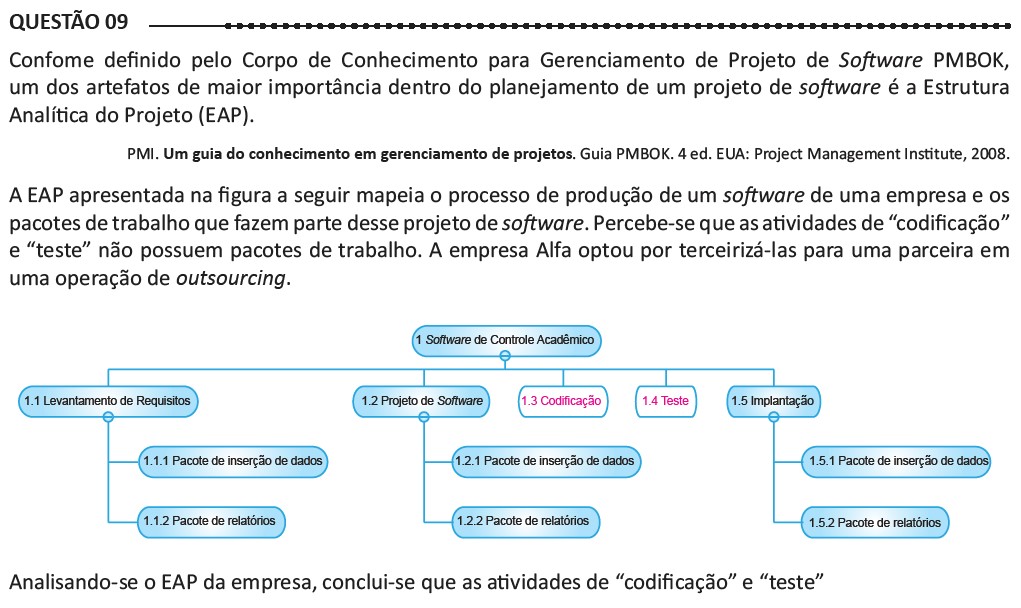 QUESTÃO 09
Confome definido pelo Corpo de Conhecimento para Gerenciamento de Projeto de Software PMBOK,
um dos artefatos de maior importância dentro do planejamento de um projeto de software é a Estrutura
Analítica do Projeto (EAP).
PMI. Um guia do conhecimento em gerenciamento de projetos. Guia PMBOK. 4 ed. EUA: Project Management Institute, 2008.
A EAP apresentada na figura a seguir mapeia o processo de produção de um software de uma empresa e os
pacotes de trabalho que fazem parte desse projeto de software. Percebe-se que as atividades de “codificação”
e “teste” não possuem pacotes de trabalho. A empresa Alfa optou por terceirizá-las para uma parceira em
uma operação de outsourcing.
1 Software de Controle Acadêmico
1.1 Levantamento de Requisitos
1.2 Projeto de Software
1.3 Codificação
1.4 Teste
1.5 Implantação
1.1.1 Pacote de inserção de dados
1.2.1 Pacote de inserção de dados
1.5.1 Pacote de inserção de dados
1.1.2 Pacote de relatórios
1.2.2 Pacote de relatórios
1.5.2 Pacote de relatórios
Analisando-se o EAP da empresa, conclui-se que as atividades de “codificação” e “teste”